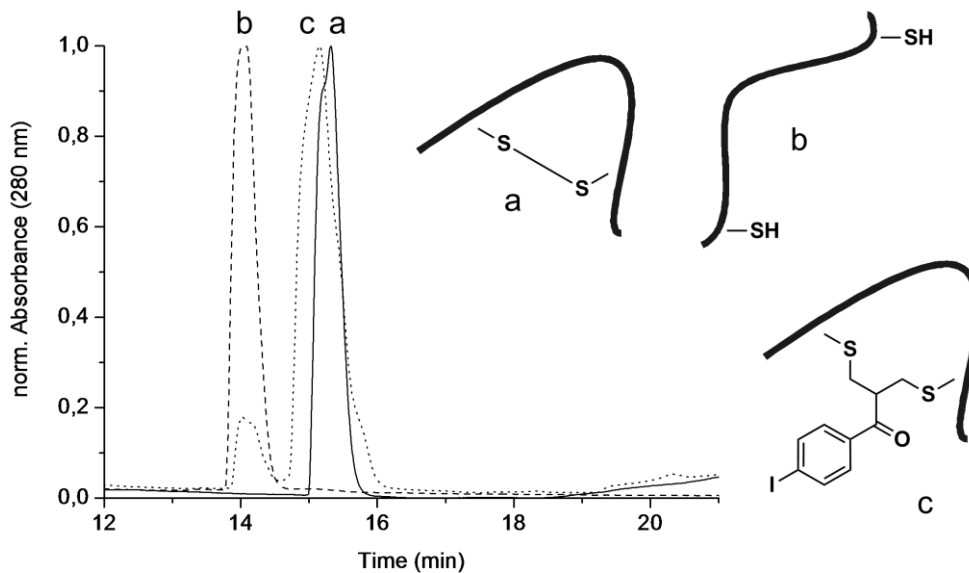 b c a
1,0
0,8
0,6
0,4
0,2
0,0
norm. Absorbance (280 nm)
12 14 16 18 20
Time (min)
S
S
a
SH
b
SH
S
S
O
I
c